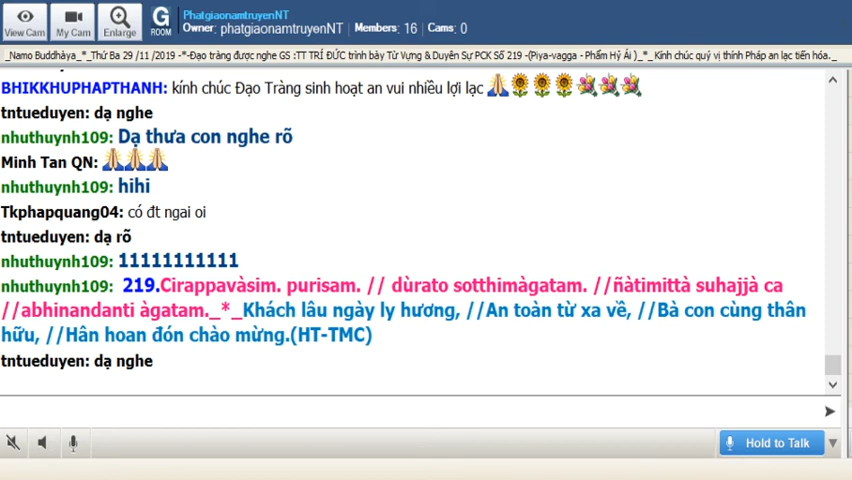 View Cam
My Cam
Enlarge
G
ROOM
PhatgiaonamtruyenNT
Owner: phatgiaonamtruyenNT | Members: 16 | Cams: 0
_Namo Buddhàya_*_Thứ Ba 29 /11 /2019 -*-Đạo tràng được nghe GS :TT TRÍ ĐỨC trình bày Từ Vựng & Duyên Sự PCK Số 219 -(Piya-vagga - Phẩm Hỷ Ái )_*_ Kính chúc quý vị thính Pháp an lạc tiến hóa._
BHIKKHUPHAPTHANH: kính chúc Đạo Tràng sinh hoạt an vui nhiều lợi lạc
tntueduyen: dạ nghe
nhuthuynh109: Dạ thưa con nghe rõ
Minh Tan QN:
nhuthuynh109: hihi
Tkphapquang04: có đt ngai oi
tntueduyen: dạ rõ
nhuthuynh109: 11111111111
nhuthuynh109: 219.Cirappavàsim. purisam. // dùrato sotthimàgatam. //ñàtimittà suhajjà ca
//abhinandanti àgatam._*_Khách lâu ngày ly hương, //An toàn từ xa về, //Bà con cùng thân
hữu, //Hân hoan đón chào mừng.(HT-TMC)
tntueduyen: dạ nghe
Hold to Talk